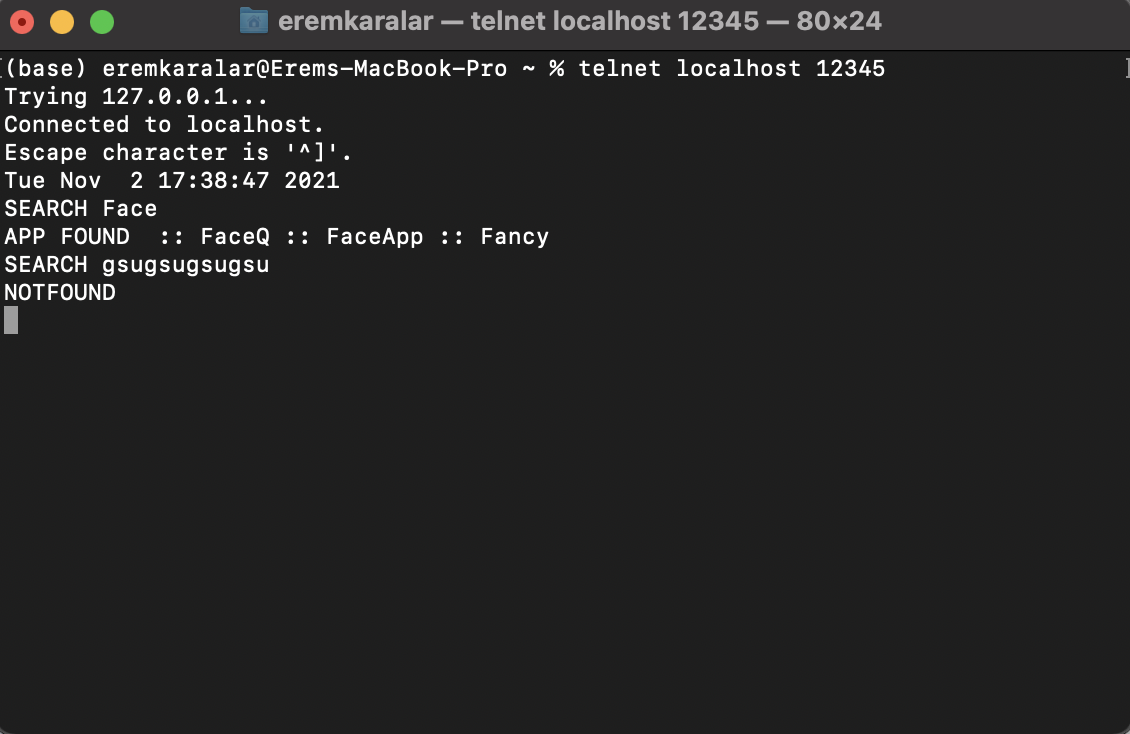 eremkaralar — telnet localhost 12345 — 80×24
(base) eremkaralar@Erems-MacBook-Pro ~ % telnet localhost 12345
Trying 127.0.0.1...
Connected to localhost.
Escape character is '^]'.
Tue Nov  2 17:38:47 2021
SEARCH Face
APP FOUND  :: FaceQ :: FaceApp :: Fancy
SEARCH gsugsugsugsu
NOTFOUND